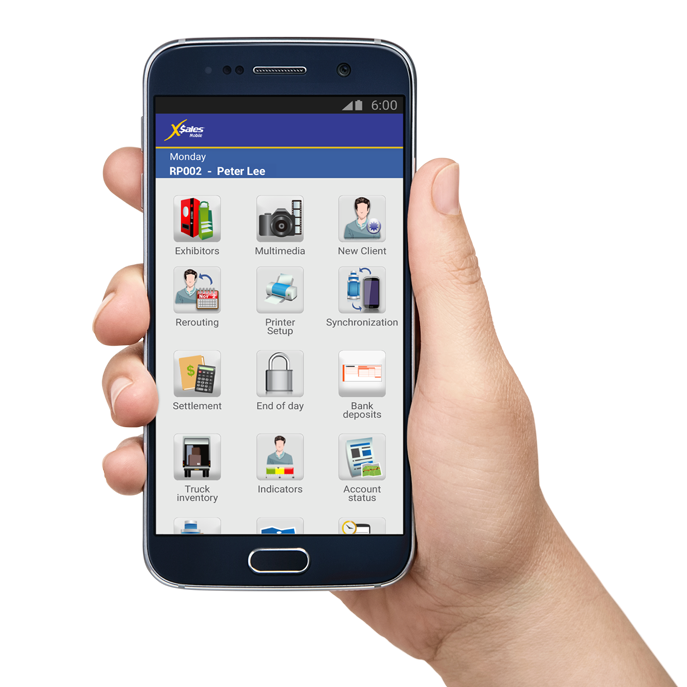 6:00
XSales
Mobile
Monday
RP002 - Peter Lee
Exhibitors
Multimedia
New Client
Rerouting
Printer
Setup
Synchronization
Settlement
End of day
Bank
deposits
Truck
inventory
Indicators
Account
status